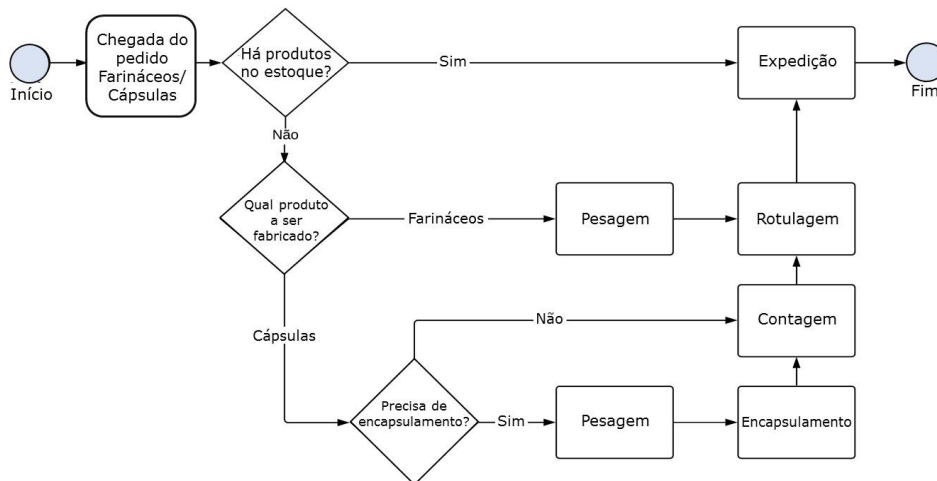 Início
Chegada do
pedido
Farináceos/
Cápsulas
Há produtos
no estoque?
Sim
Expedição
Fim
Não
Qual produto
a ser
fabricado?
Farináceos
Pesagem
Rotulagem
Cápsulas
Não
Contagem
Precisa de
encapsulamento?
Sim
Pesagem
Encapsulamento